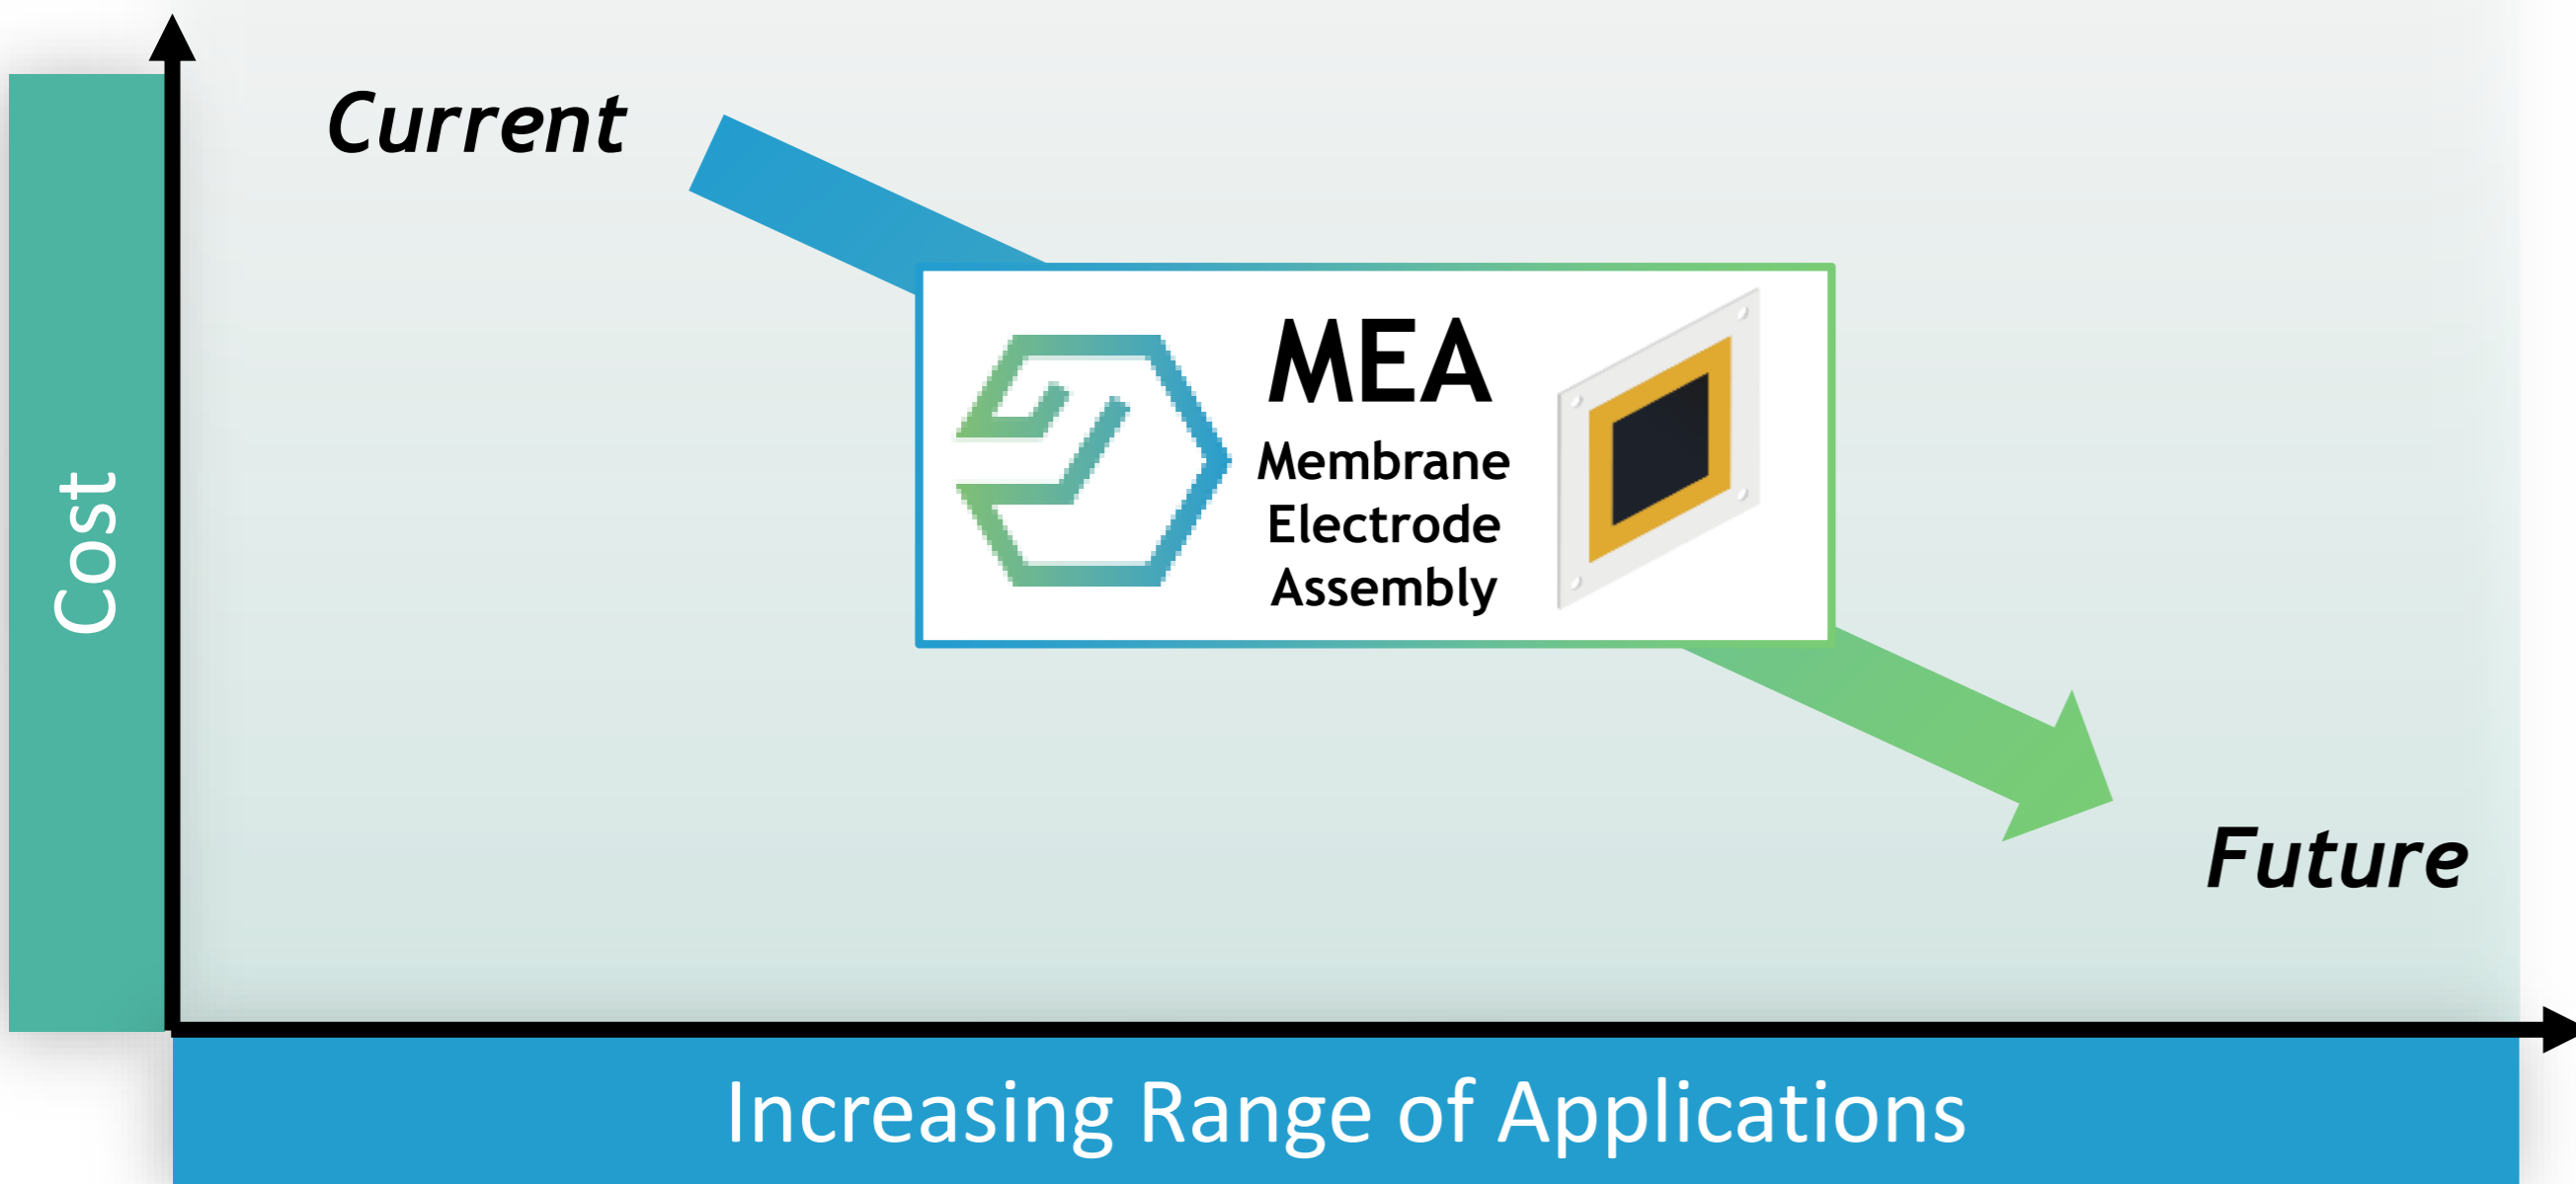 Current
MEA
Membrane
Electrode
Assembly
Cost
Future
Increasing Range of Applications